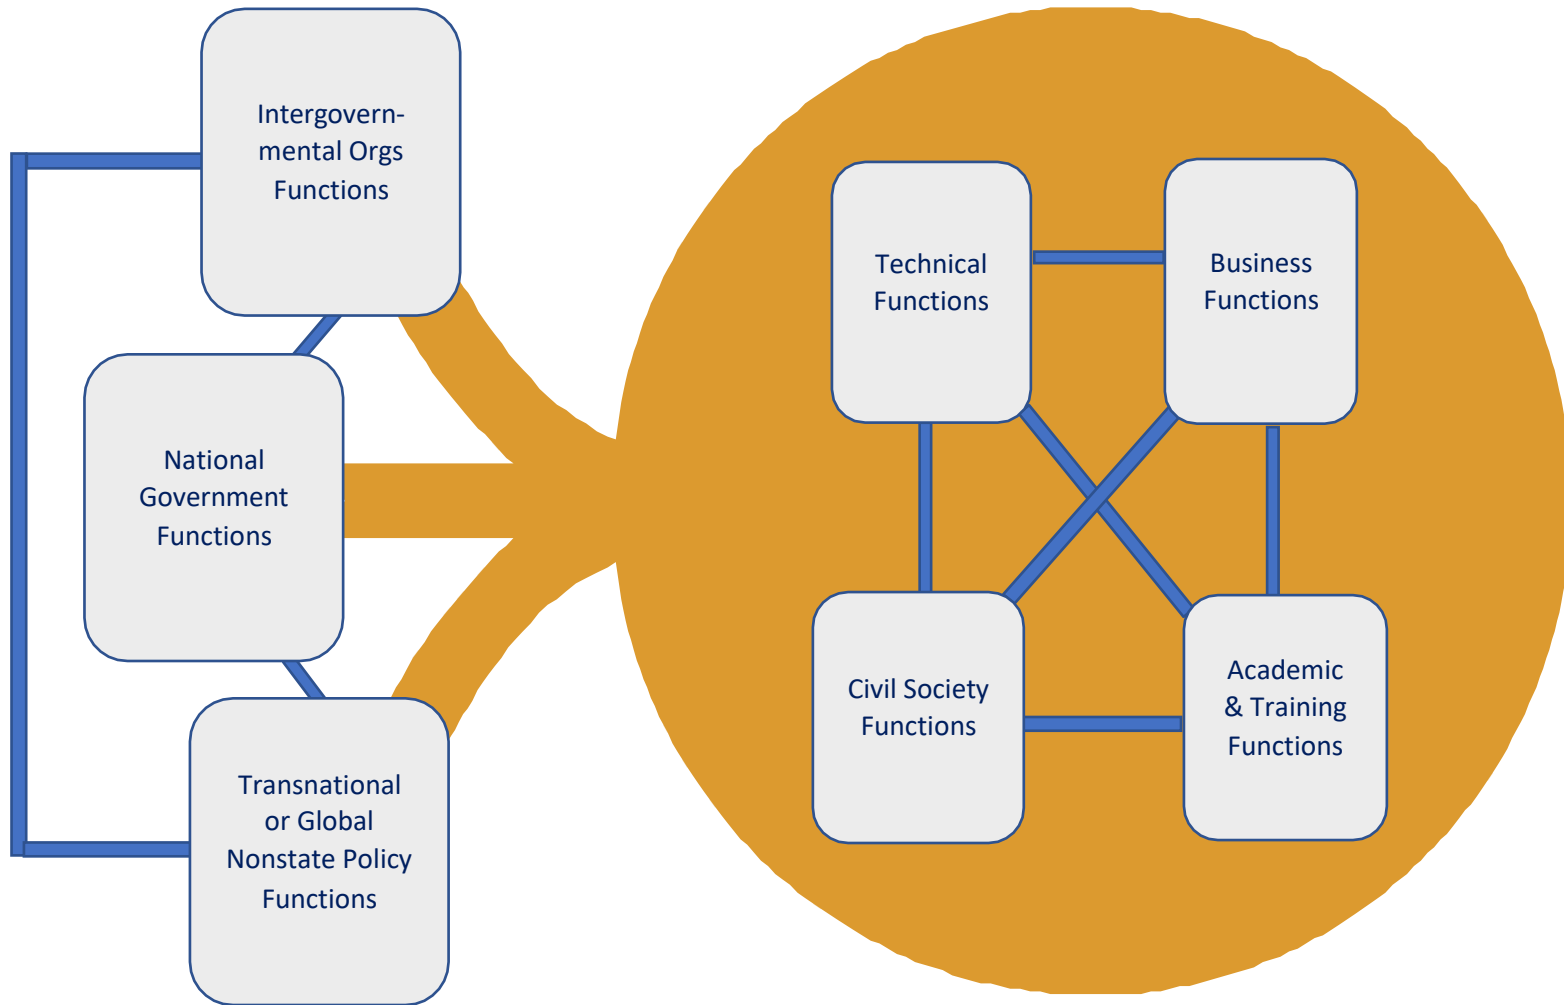 Intergovern-
mental Orgs
Functions
National
Government
Functions
Transnational
or Global
Nonstate Policy
Functions
Technical
Functions
Business
Functions
Civil Society
Functions
Academic
& Training
Functions